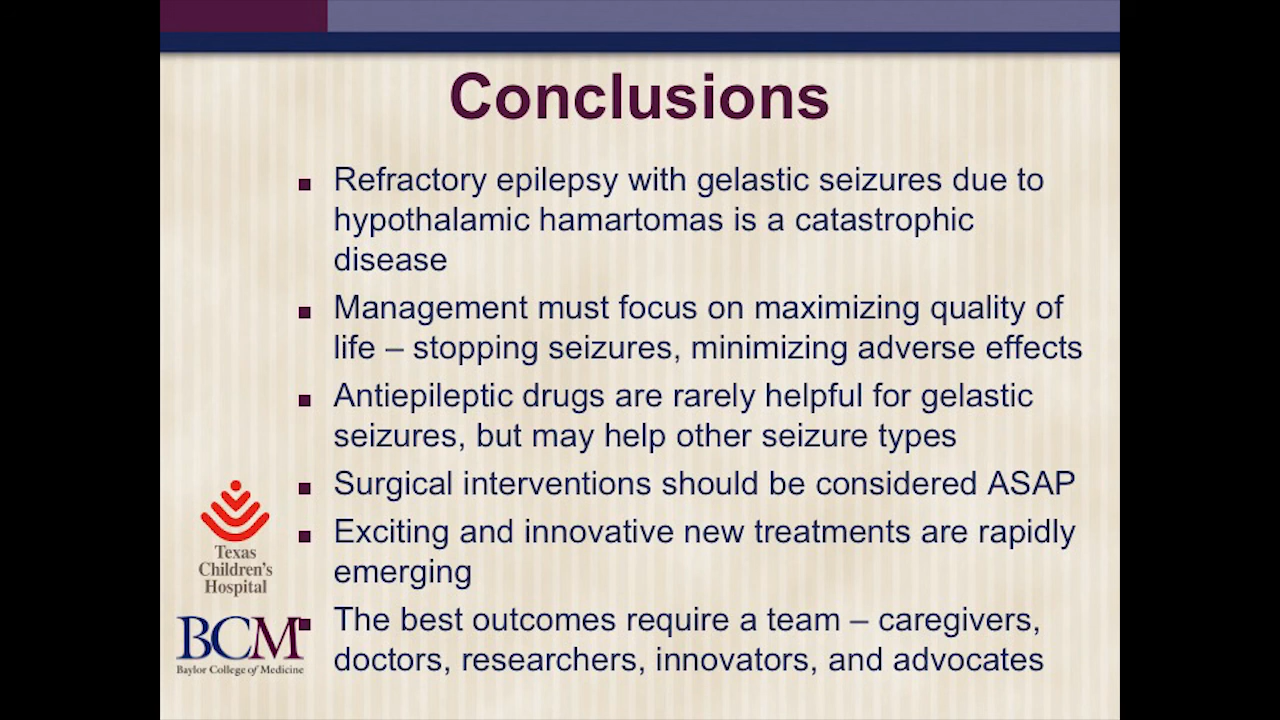 Conclusions
Refractory epilepsy with gelastic seizures due to
hypothalamic hamartomas is a catastrophic
disease
Management must focus on maximizing quality of
life – stopping seizures, minimizing adverse effects
Antiepileptic drugs are rarely helpful for gelastic
seizures, but may help other seizure types
Surgical interventions should be considered ASAP
Exciting and innovative new treatments are rapidly
emerging
The best outcomes require a team – caregivers,
doctors, researchers, innovators, and advocates
Texas
Children's
Hospital
BCM
Baylor College of Medicine